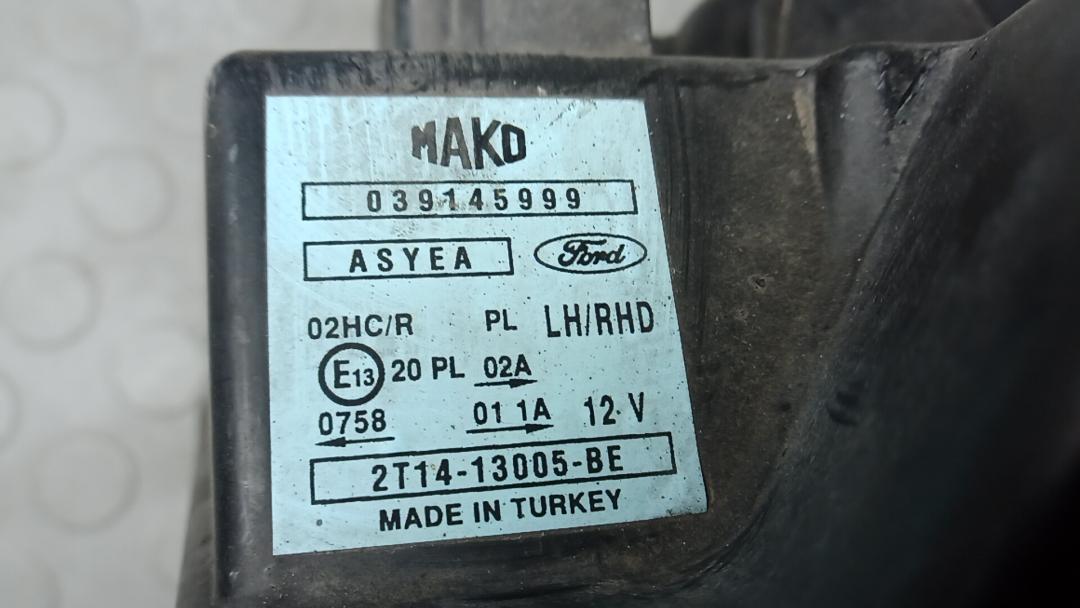 MAKO
039145999
ASYEA Ford
02HC/R PL LH/RHD
E13 20 PL 02A
0758 01 1A 12 V
2T14-13005-BE
MADE IN TURKEY